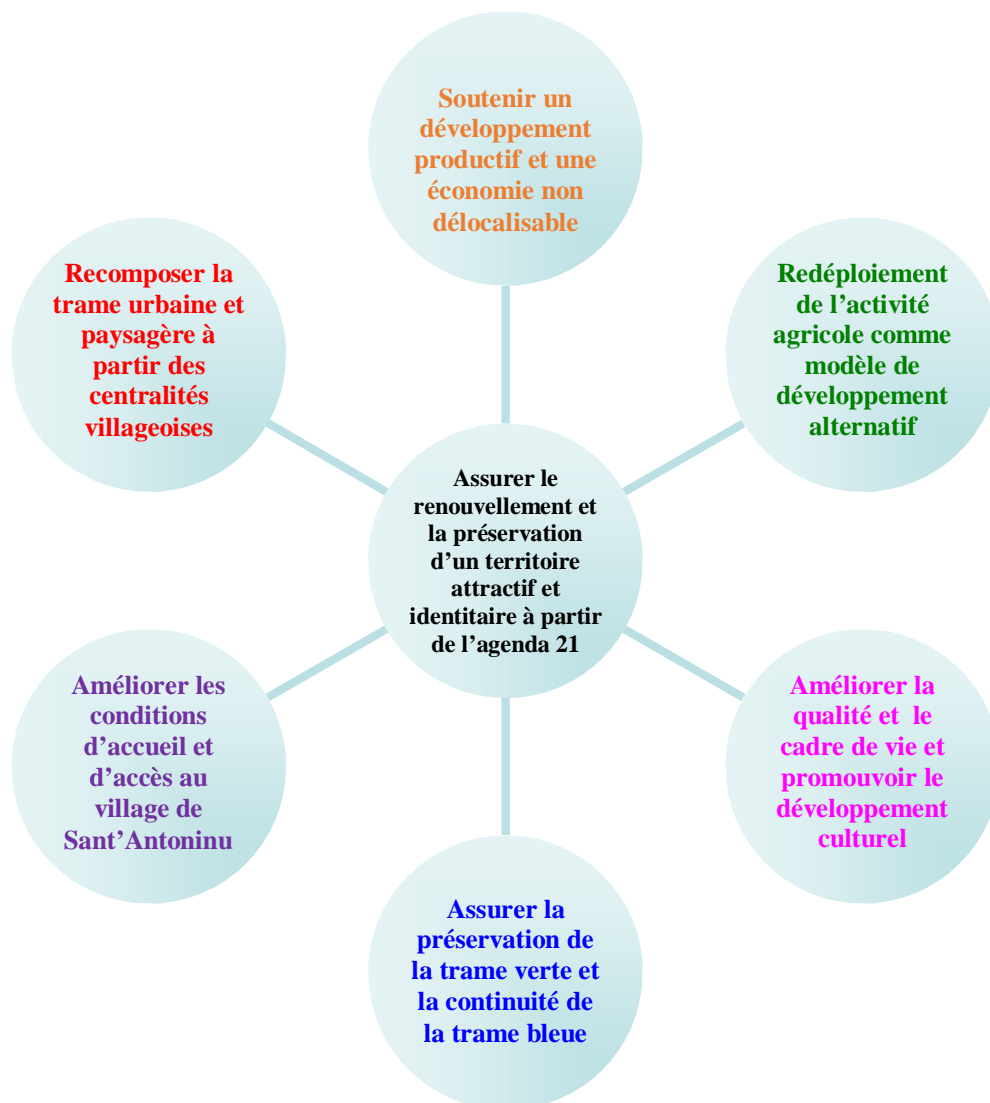 Soutenir un
développement
productif et une
économie non
délocalisable
Recomposer la
trame urbaine et
paysagère à
partir des
centralités
villageoises
Redéploiement
de l’activité
agricole comme
modèle de
développement
alternatif
Assurer le
renouvellement et
la préservation
d’un territoire
attractif et
identitaire à partir
de l’agenda 21
Améliorer les
conditions
d’accueil et
d’accès au
village de
Sant’Antoninu
Améliorer la
qualité et le
cadre de vie et
promouvoir le
développement
culturel
Assurer la
préservation de
la trame verte et
la continuité de
la trame bleue